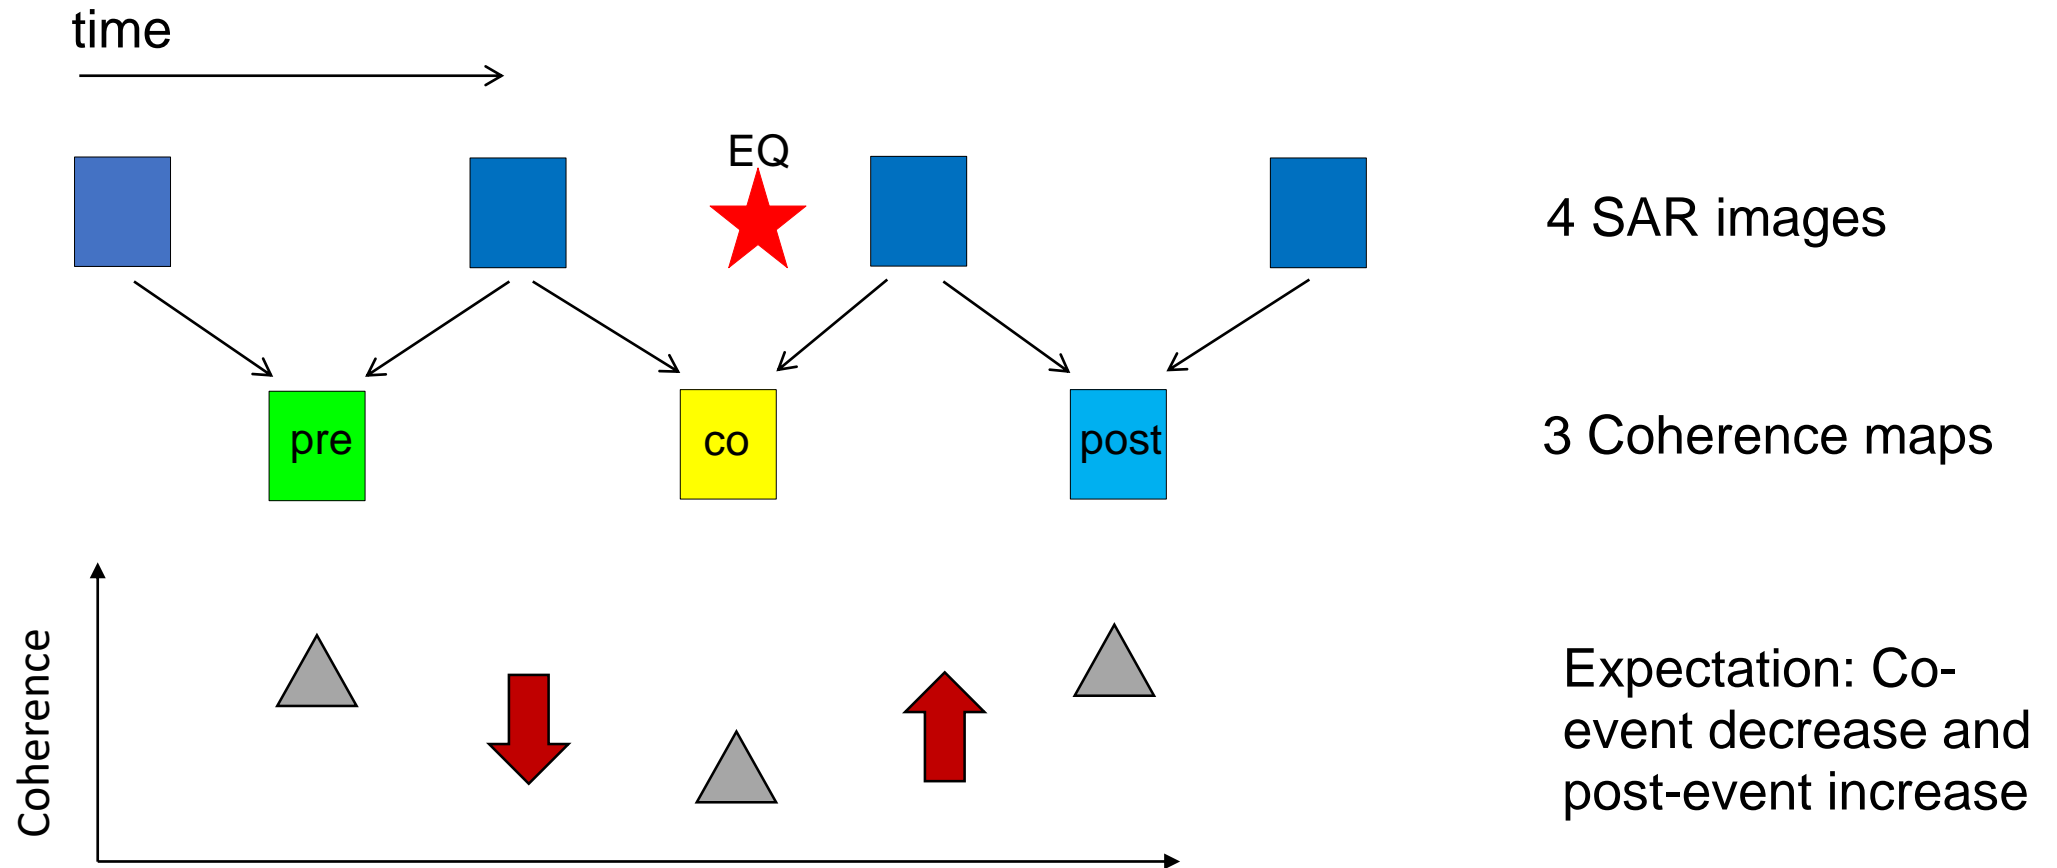 time
EQ
4 SAR images
pre
co
post
3 Coherence maps
Coherence
Expectation: Co-
event decrease and
post-event increase